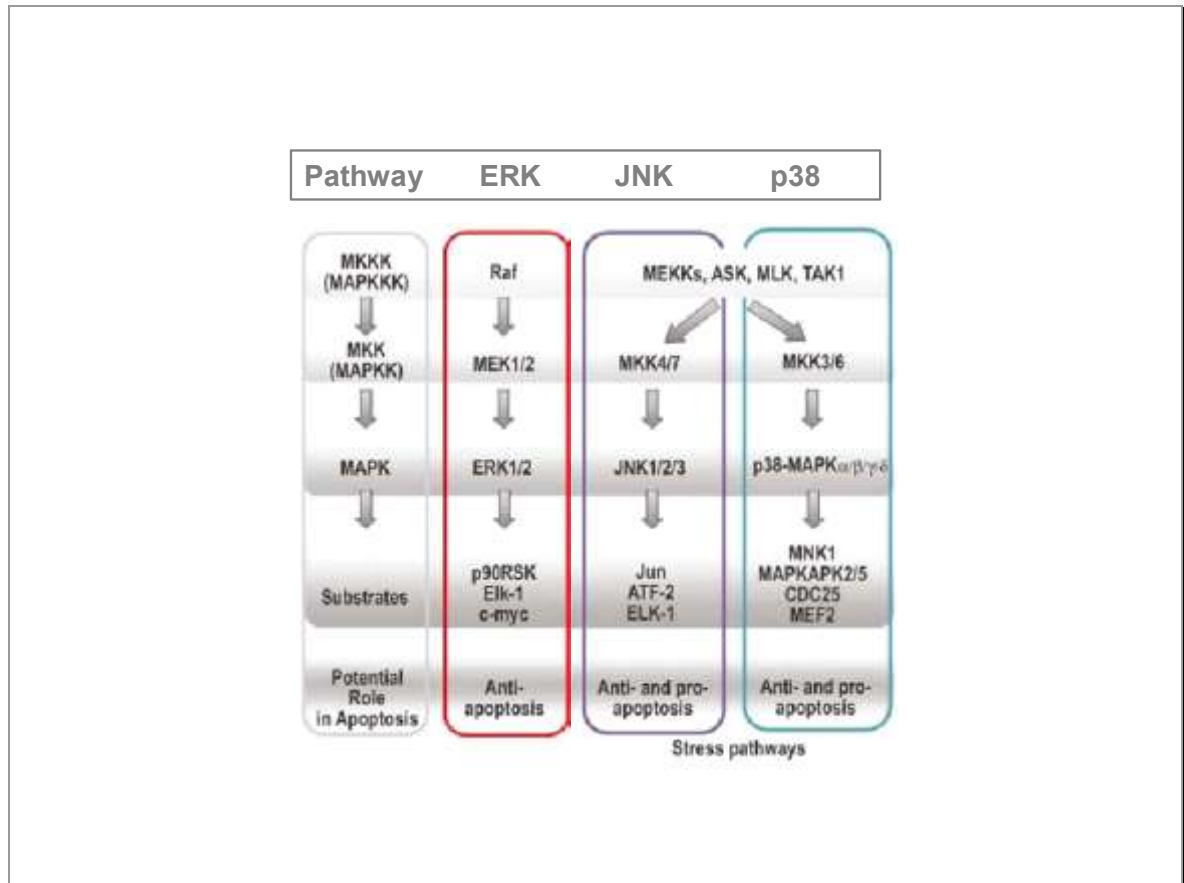 Pathway ERK JNK p38
MKKK
(MAPKKK)
Raf
MEKKs, ASK, MLK, TAK1
MKK
(MAPKK)
MEK1/2
MKK4/7
MKK3/6
MAPK
ERK1/2
JNK1/2/3
p38-MAPKα/β/γ/δ
Substrates
p90RSK
Elk-1
c-myc
Jun
ATF-2
ELK-1
MNK1
MAPKAPK2/5
CDC25
MEF2
Potential
Role
in Apoptosis
Anti-
apoptosis
Anti- and pro-
apoptosis
Anti- and pro-
apoptosis
Stress pathways